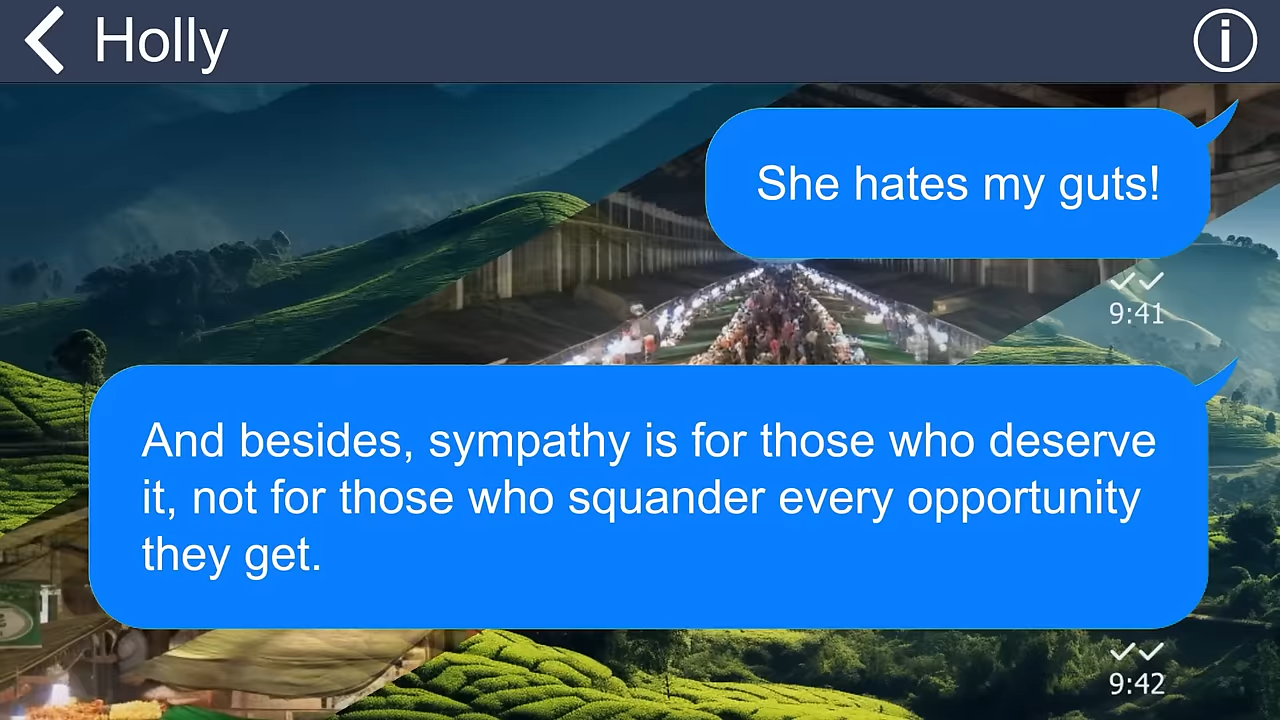 Holly
She hates my guts!
9:41
And besides, sympathy is for those who deserve
it, not for those who squander every opportunity
they get.
9:42